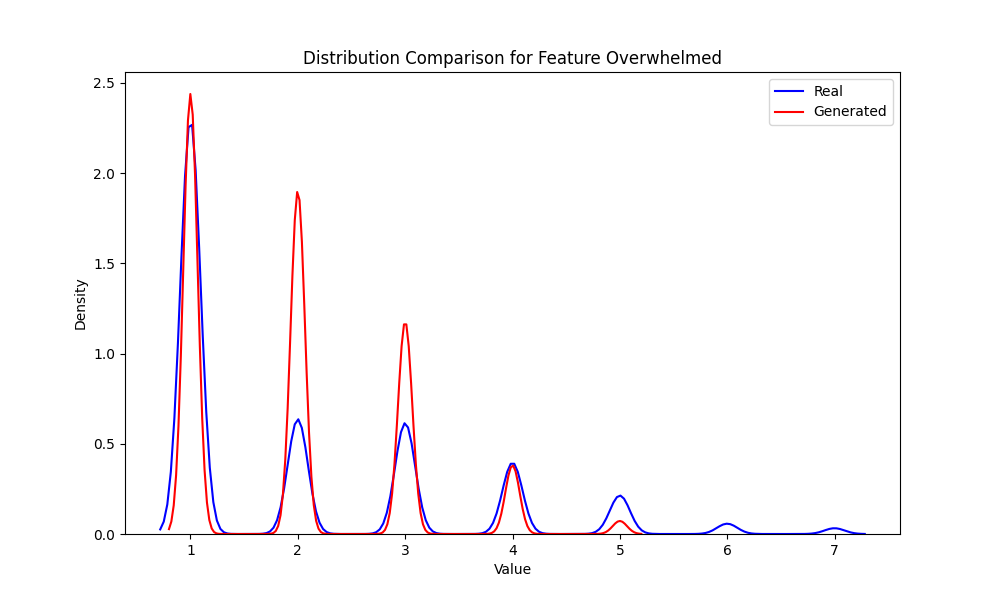 Distribution Comparison for Feature Overwhelmed
Real
Generated
2.5
2.0
1.5
1.0
0.5
0.0
Density
1 2 3 4 5 6 7
Value